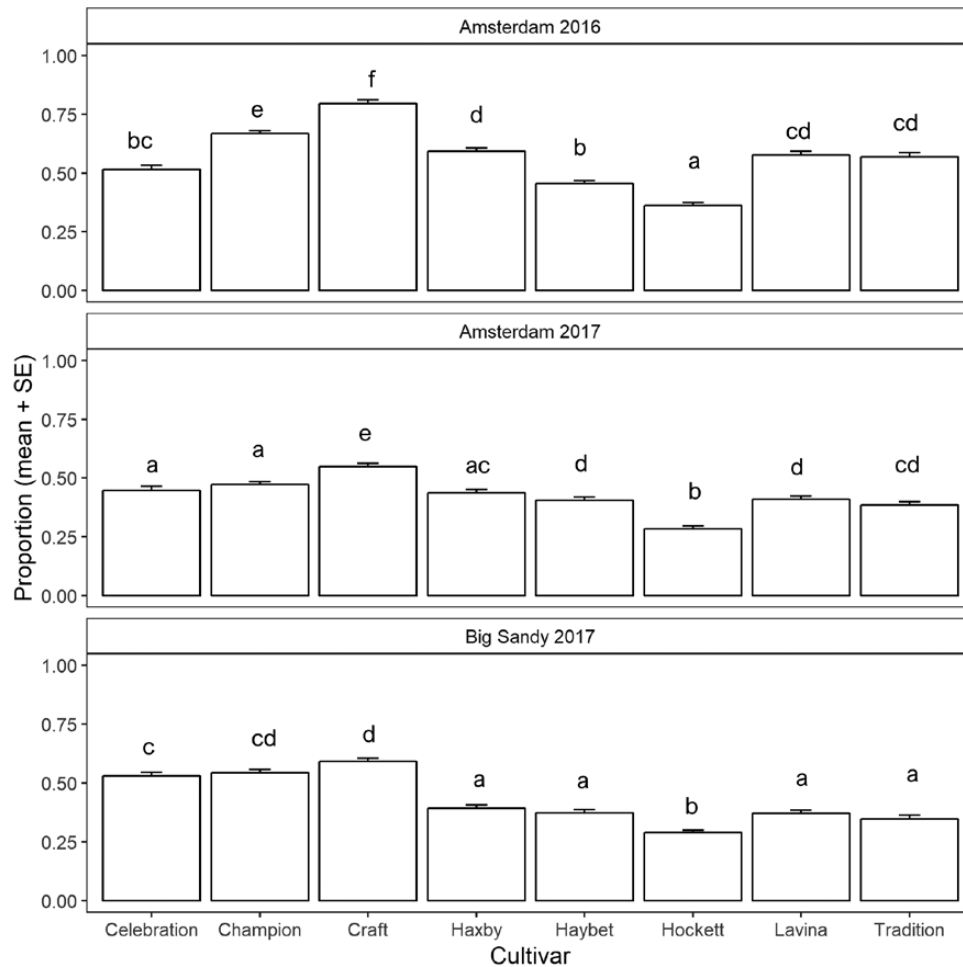 Amsterdam 2016
1.00
0.75
0.50
0.25
0.00
bc e f d b a cd cd
Amsterdam 2017
Proportion (mean + SE)
1.00
0.75
0.50
0.25
0.00
a a e ac d b d cd
Big Sandy 2017
1.00
0.75
0.50
0.25
0.00
c cd d a a b a a
Celebration Champion Craft Haxby Haybet Hockett Lavina Tradition
Cultivar